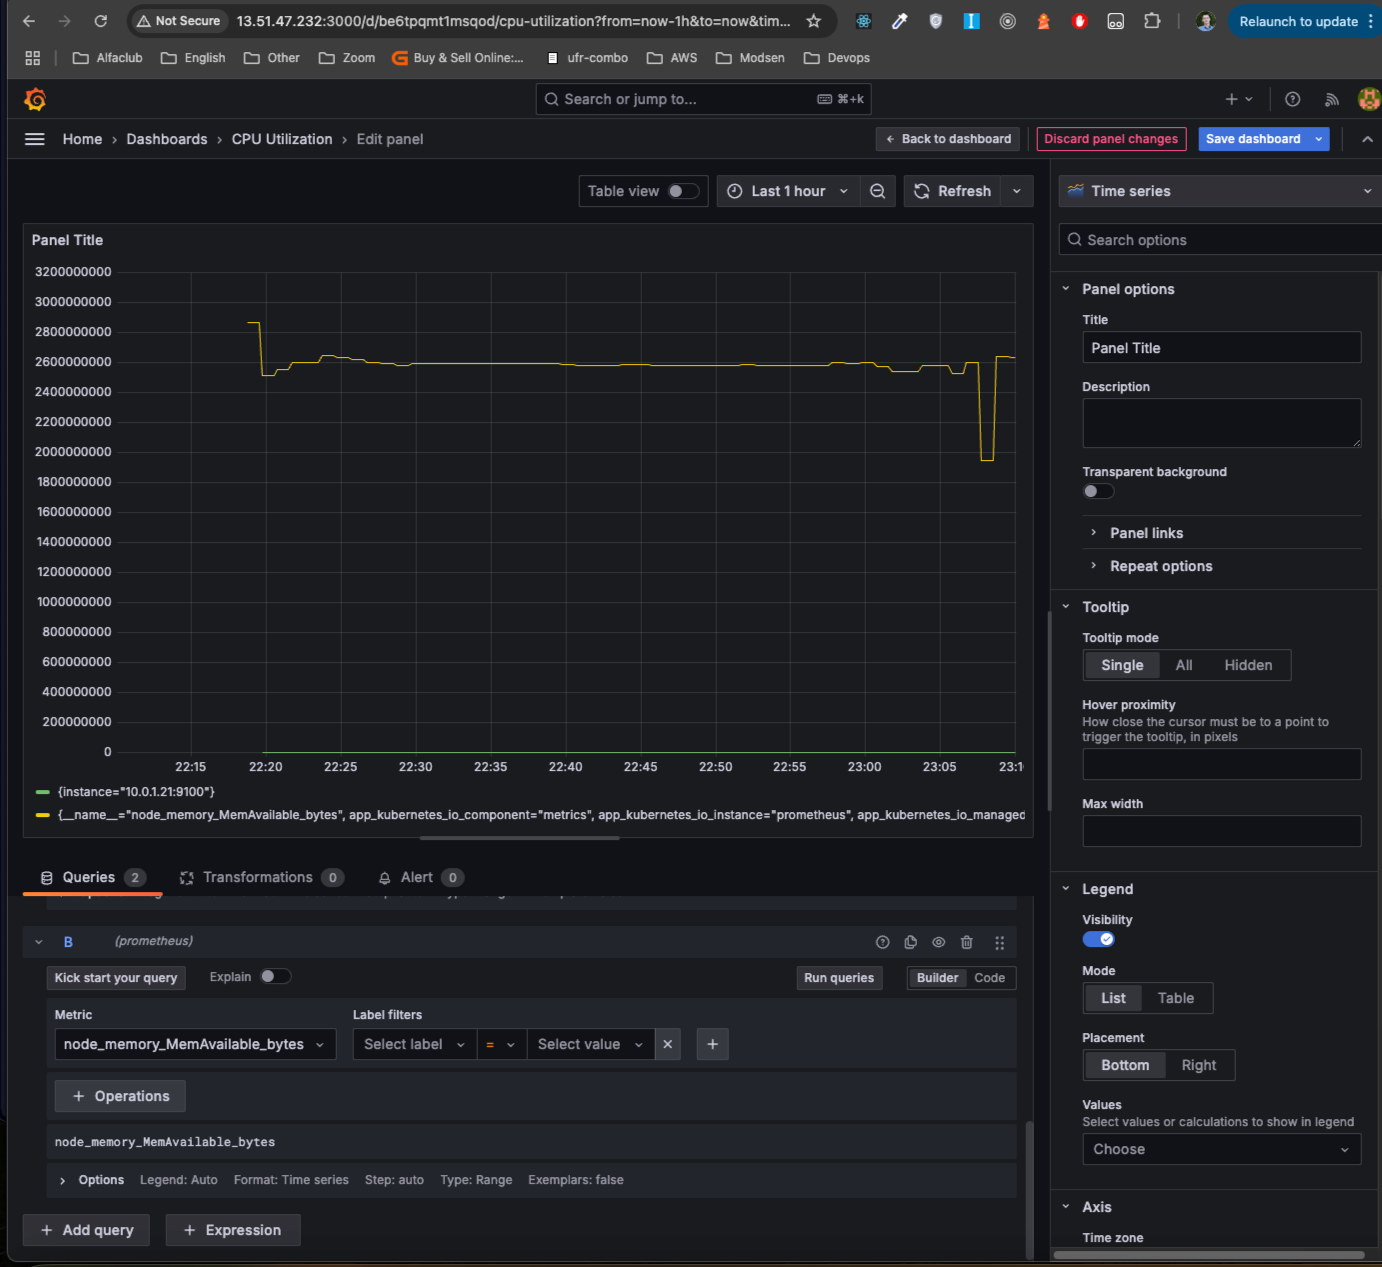 Not Secure 13.51.47.232:3000/d/be6tpqmt1msqod/cpu-utilization?from=now-1h&to=now&tim... Relaunch to update
Alfaclub English Other Zoom Buy & Sell Online:... ufr-combo AWS Modsen Devops
Search or jump to... ⌘+k
Home › Dashboards › CPU Utilization › Edit panel
Back to dashboard Discard panel changes Save dashboard
Table view Last 1 hour Refresh
Panel Title
3200000000
3000000000
2800000000
2600000000
2400000000
2200000000
2000000000
1800000000
1600000000
1400000000
1200000000
1000000000
800000000
600000000
400000000
200000000
0
22:15 22:20 22:25 22:30 22:35 22:40 22:45 22:50 22:55 23:00 23:05
{instance="10.0.1.21:9100"}
{__name__="node_memory_MemAvailable_bytes", app_kubernetes_io_component="metrics", app_kubernetes_io_instance="prometheus", app_kubernetes_io_managed
Queries 2 Transformations 0 Alert 0
B (prometheus)
Kick start your query Explain Run queries Builder Code
Metric Label filters
node_memory_MemAvailable_bytes Select label = Select value
+ Operations
node_memory_MemAvailable_bytes
Options Legend: Auto Format: Time series Step: auto Type: Range Exemplars: false
+ Add query + Expression
Time series
Search options
Panel options
Title
Panel Title
Description
Transparent background
Panel links
Repeat options
Tooltip
Tooltip mode
Single All Hidden
Hover proximity
How close the cursor must be to a point to
trigger the tooltip, in pixels
Max width
Legend
Visibility
Mode
List Table
Placement
Bottom Right
Values
Select values or calculations to show in legend
Choose
Axis
Time zone